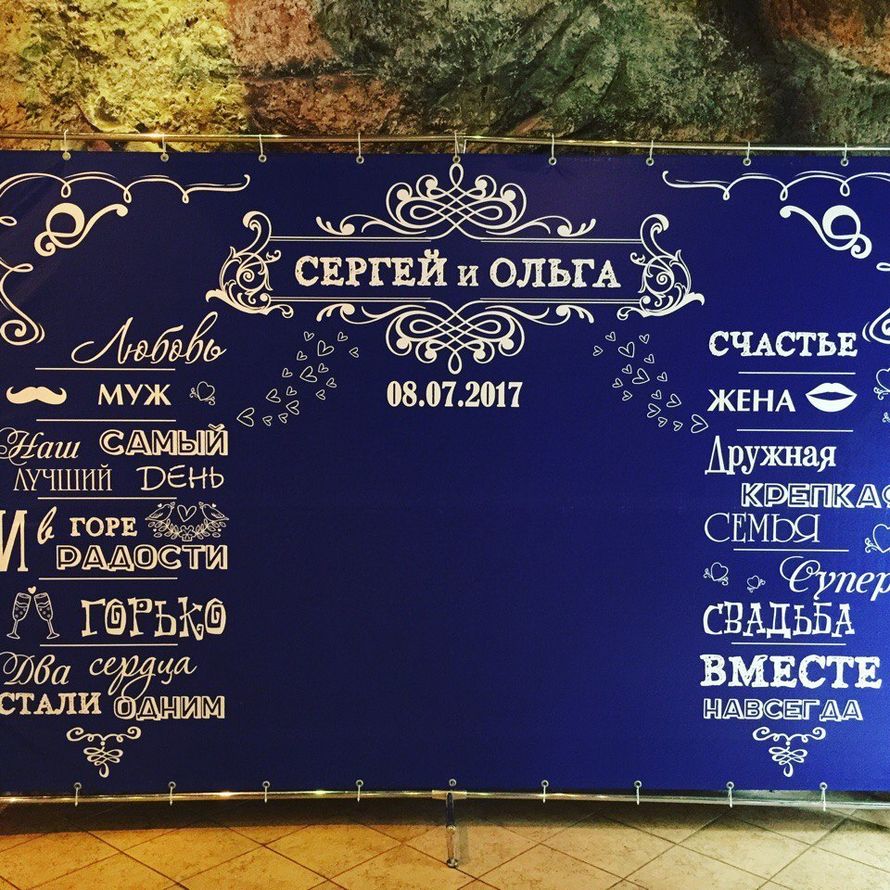 СЕРГЕЙ и ОЛЬГА
08.07.2017
Любовь
МУЖ
Наш САМЫЙ
ЛУЧШИЙ ДЕНЬ
И в ГОРЕ
РАДОСТИ
ГОРЬКО
Два сердца
СТАЛИ ОДНИМ
СЧАСТЬЕ
ЖЕНА
Дружная
КРЕПКАЯ
СЕМЬЯ
Супер
СВАДЬБА
ВМЕСТЕ
НАВСЕГДА